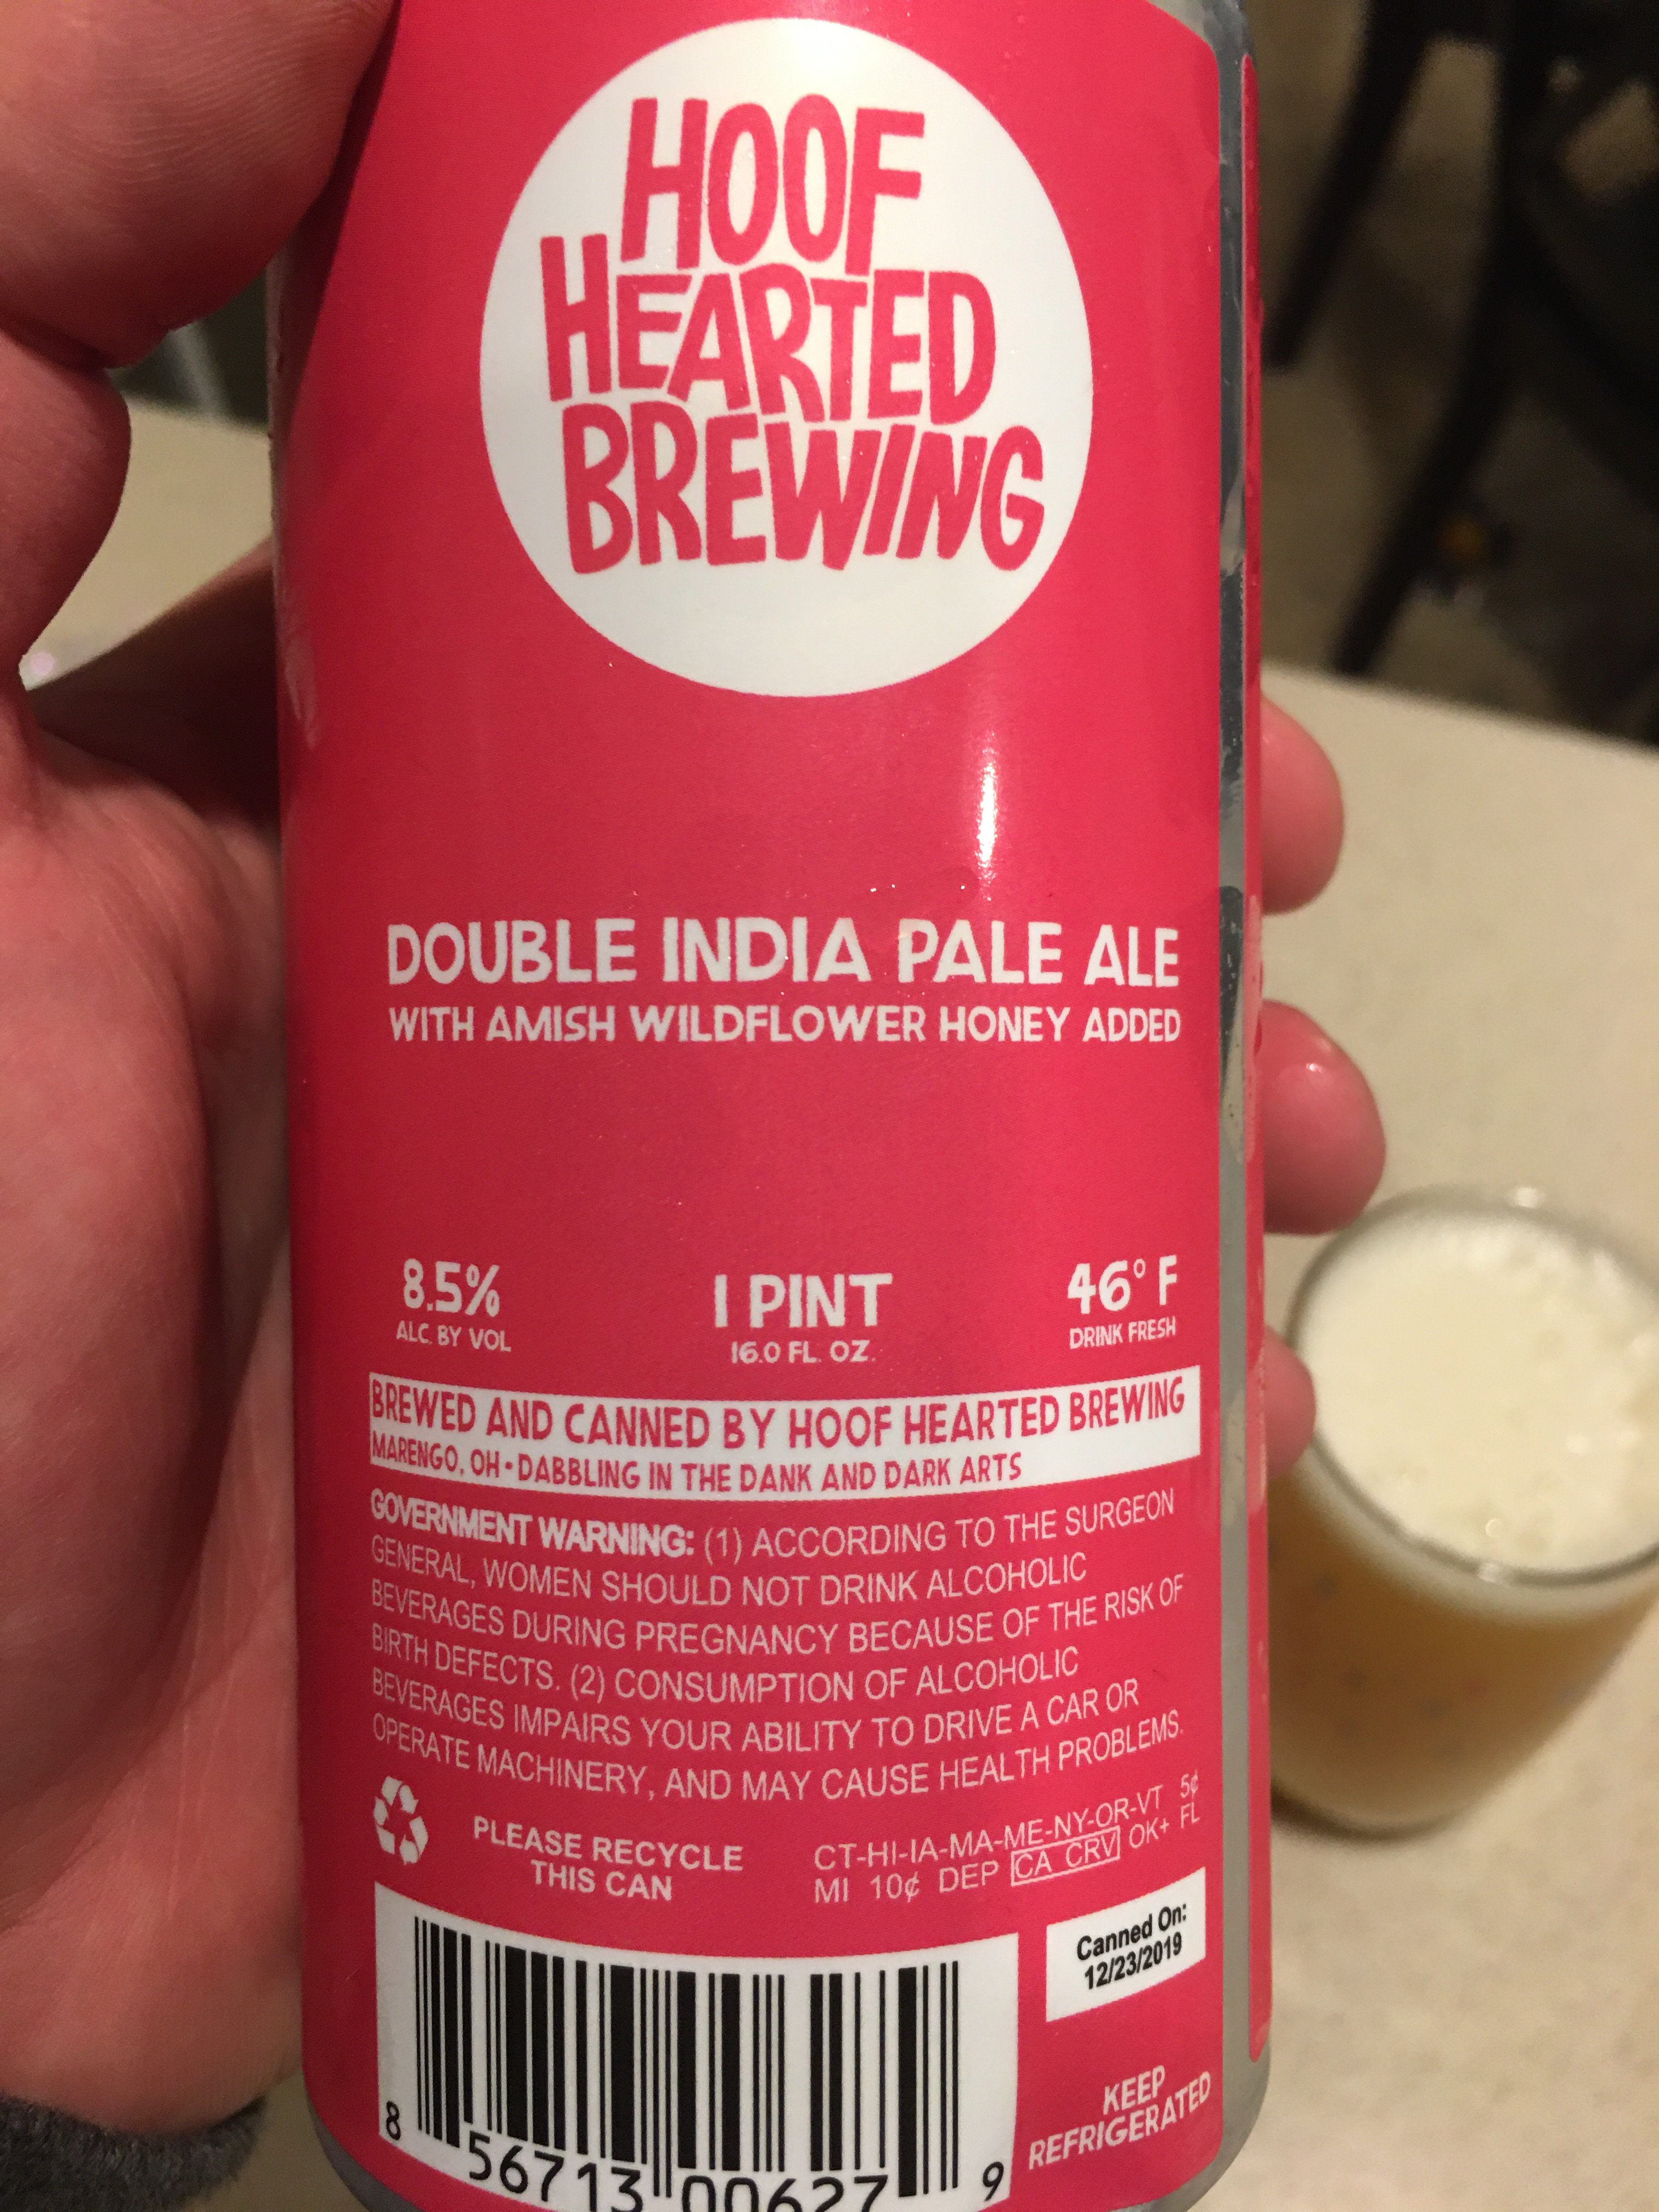 HOOF
HEARTED
BREWING
DOUBLE INDIA PALE ALE
WITH AMISH WILDFLOWER HONEY ADDED
8.5%
ALC. BY VOL
1 PINT
16.0 FL. OZ.
46° F
DRINK FRESH
BREWED AND CANNED BY HOOF HEARTED BREWING
MARENGO, OH • DABBLING IN THE DANK AND DARK ARTS
GOVERNMENT WARNING: (1) ACCORDING TO THE SURGEON
GENERAL, WOMEN SHOULD NOT DRINK ALCOHOLIC
BEVERAGES DURING PREGNANCY BECAUSE OF THE RISK OF
BIRTH DEFECTS. (2) CONSUMPTION OF ALCOHOLIC
BEVERAGES IMPAIRS YOUR ABILITY TO DRIVE A CAR OR
OPERATE MACHINERY, AND MAY CAUSE HEALTH PROBLEMS.
PLEASE RECYCLE
THIS CAN
CT-HI-IA-MA-ME-NY-OR-VT 5¢
MI 10¢ DEP CA CRV OK+ FL
Canned On:
12/23/2019
KEEP
REFRIGERATED
8 56713 00627 9